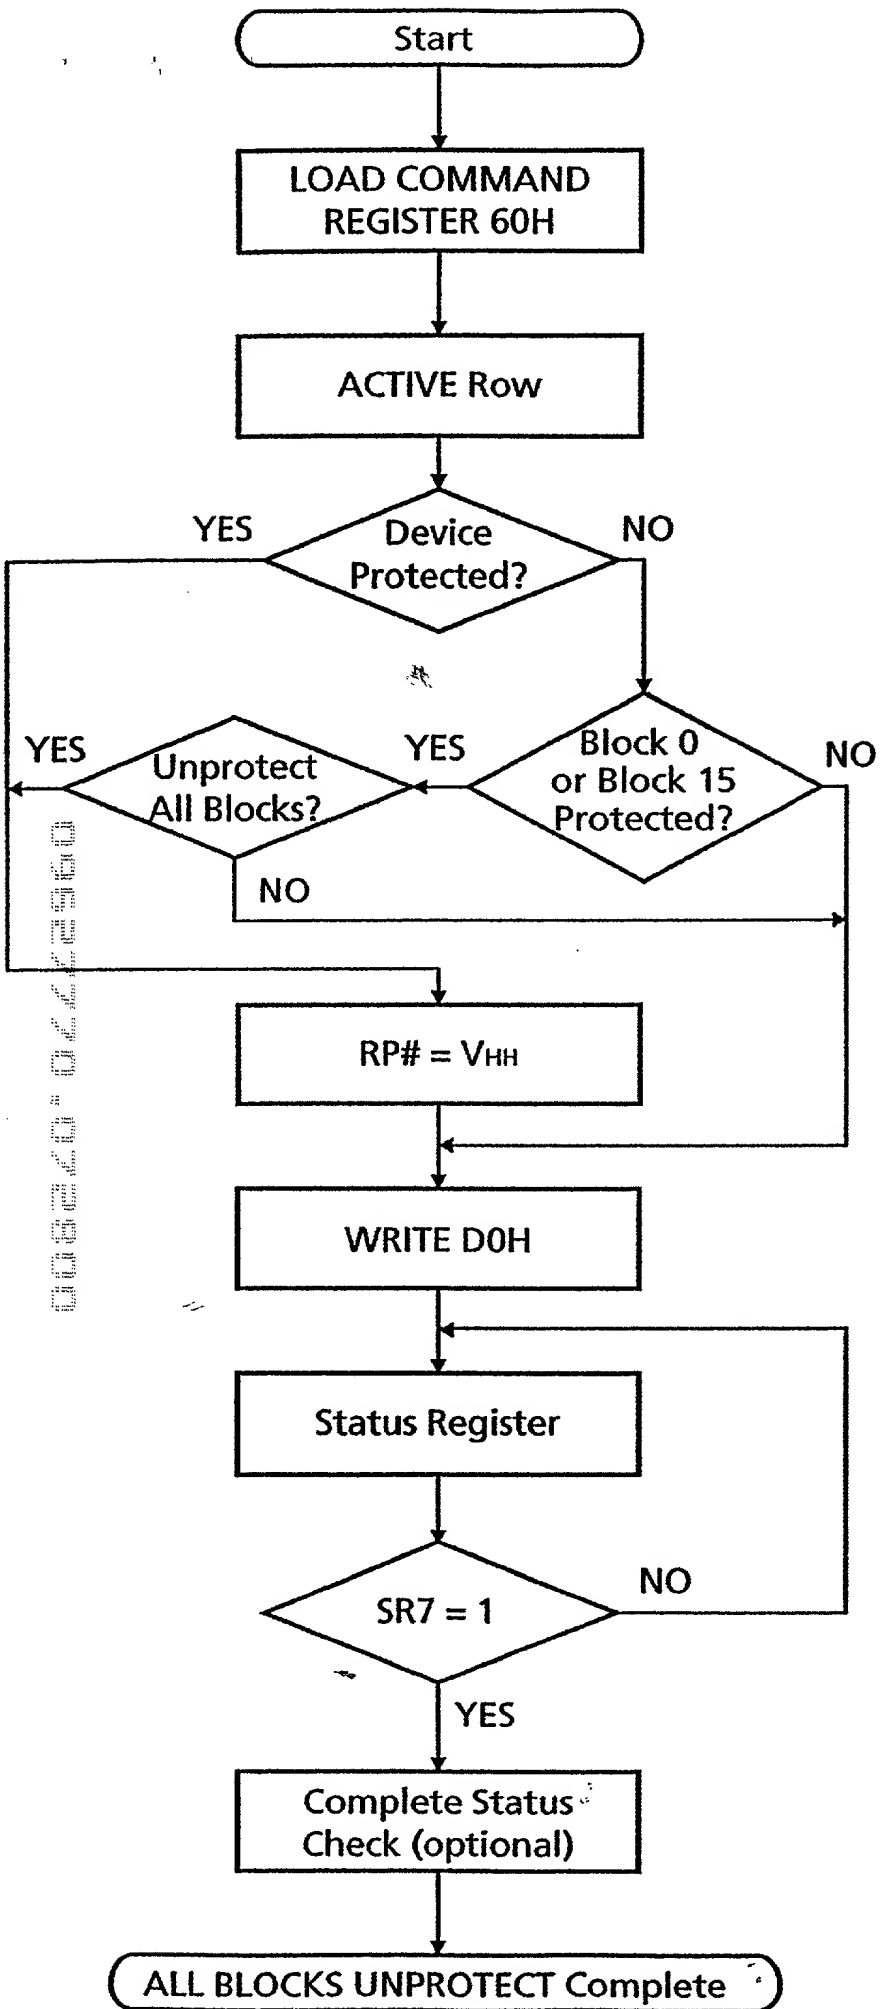 Start
LOAD COMMAND
REGISTER 60H
ACTIVE Row
YES
Device
Protected?
NO
YES
Unprotect
All Blocks?
YES
Block 0
or Block 15
Protected?
NO
NO
RP# = VHH
WRITE D0H
Status Register
SR7 = 1
NO
YES
Complete Status
Check (optional)
ALL BLOCKS UNPROTECT Complete